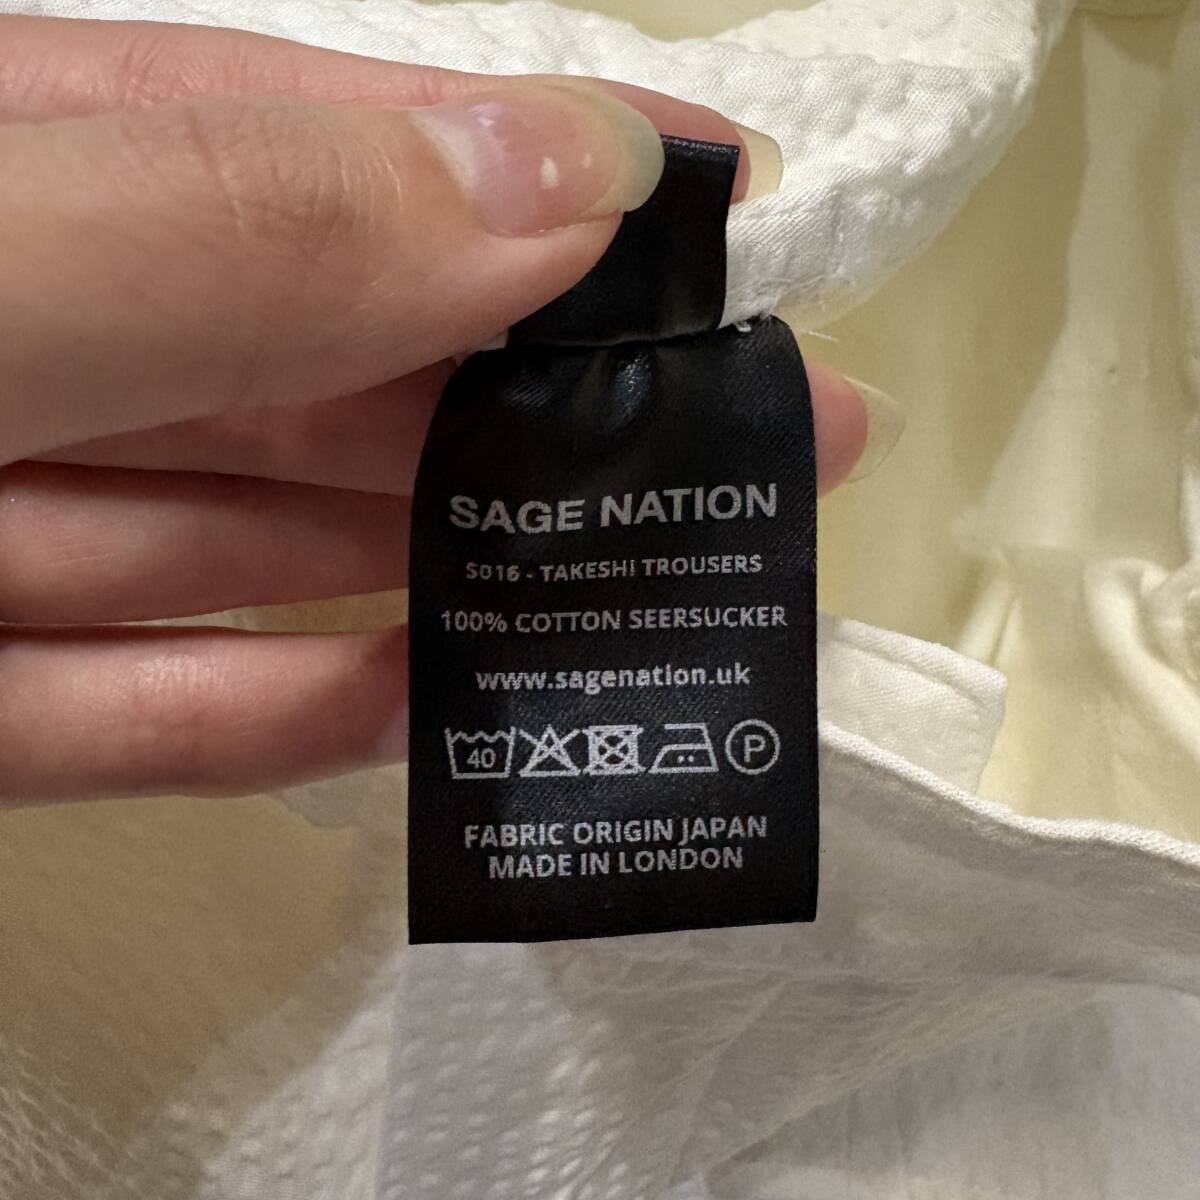 SAGE NATION
S016 - TAKESHI TROUSERS
100% COTTON SEERSUCKER
www.sagenation.uk
40 P
FABRIC ORIGIN JAPAN
MADE IN LONDON